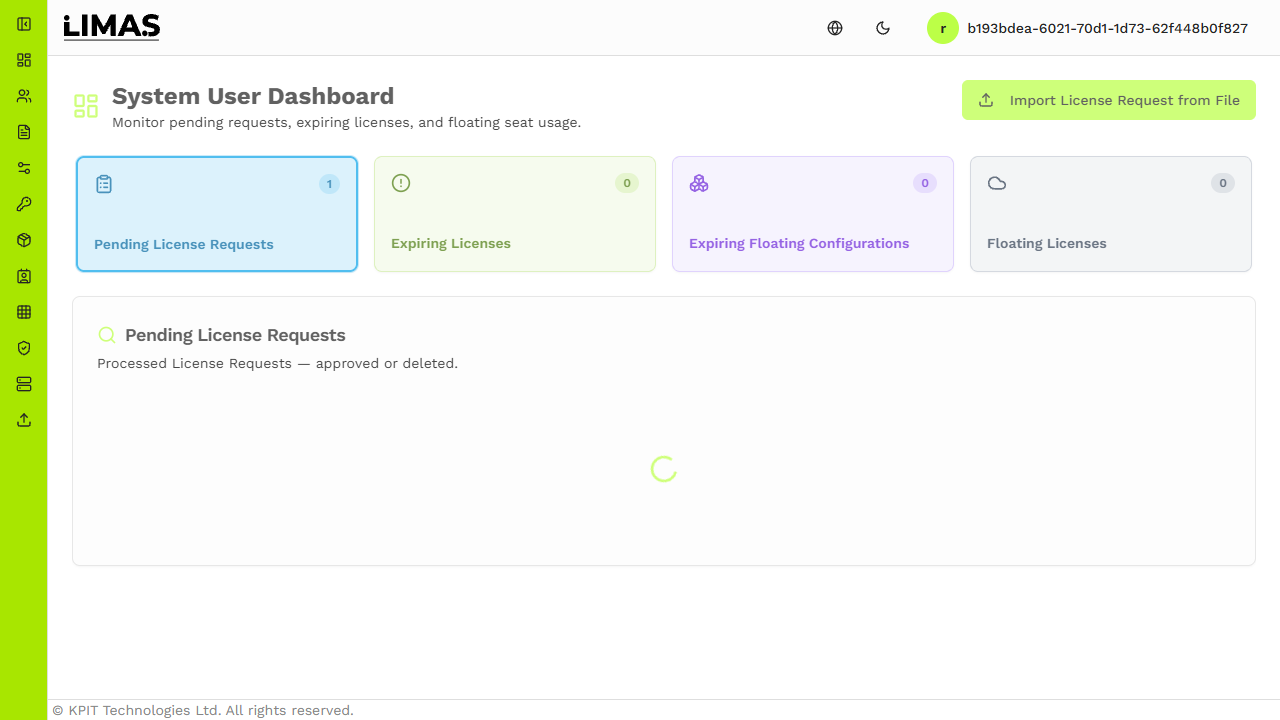 LIMAS
r
b193bdea-6021-70d1-1d73-62f448b0f827
System User Dashboard
Monitor pending requests, expiring licenses, and floating seat usage.
Import License Request from File
1
Pending License Requests
0
Expiring Licenses
0
Expiring Floating Configurations
0
Floating Licenses
Pending License Requests
Processed License Requests — approved or deleted.
© KPIT Technologies Ltd. All rights reserved.